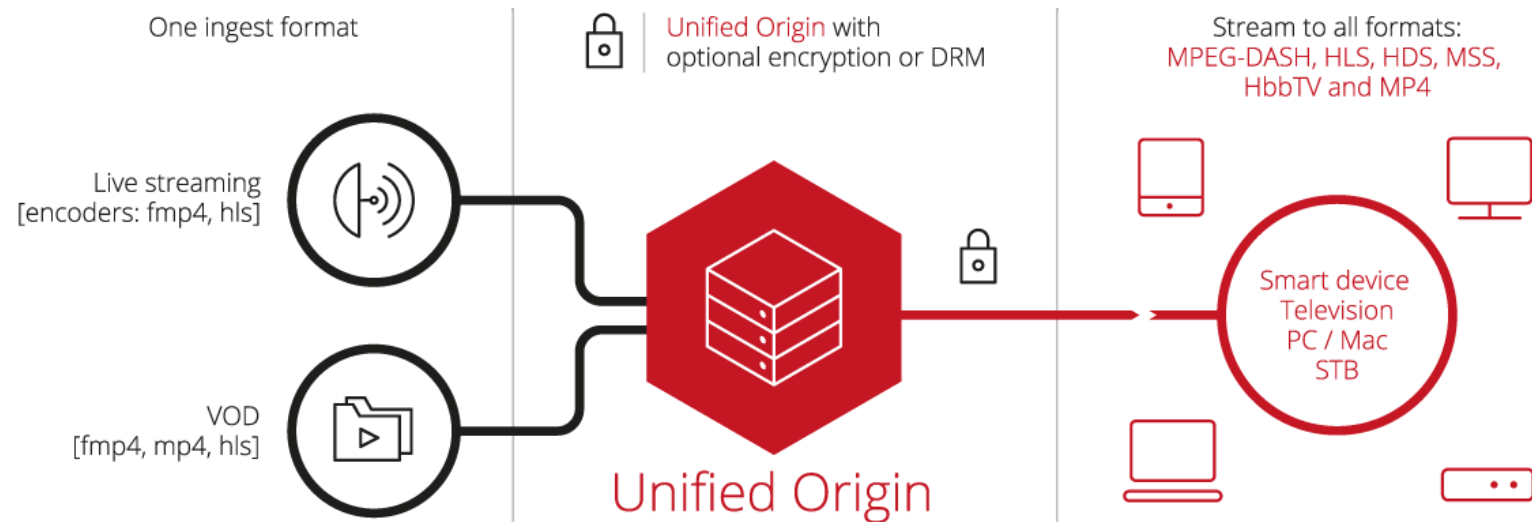 One ingest format
Live streaming
[encoders: fmp4, hls]
VOD
[fmp4, mp4, hls]
Unified Origin with
optional encryption or DRM
Unified Origin
Stream to all formats:
MPEG-DASH, HLS, HDS, MSS,
HbbTV and MP4
Smart device
Television
PC / Mac
STB